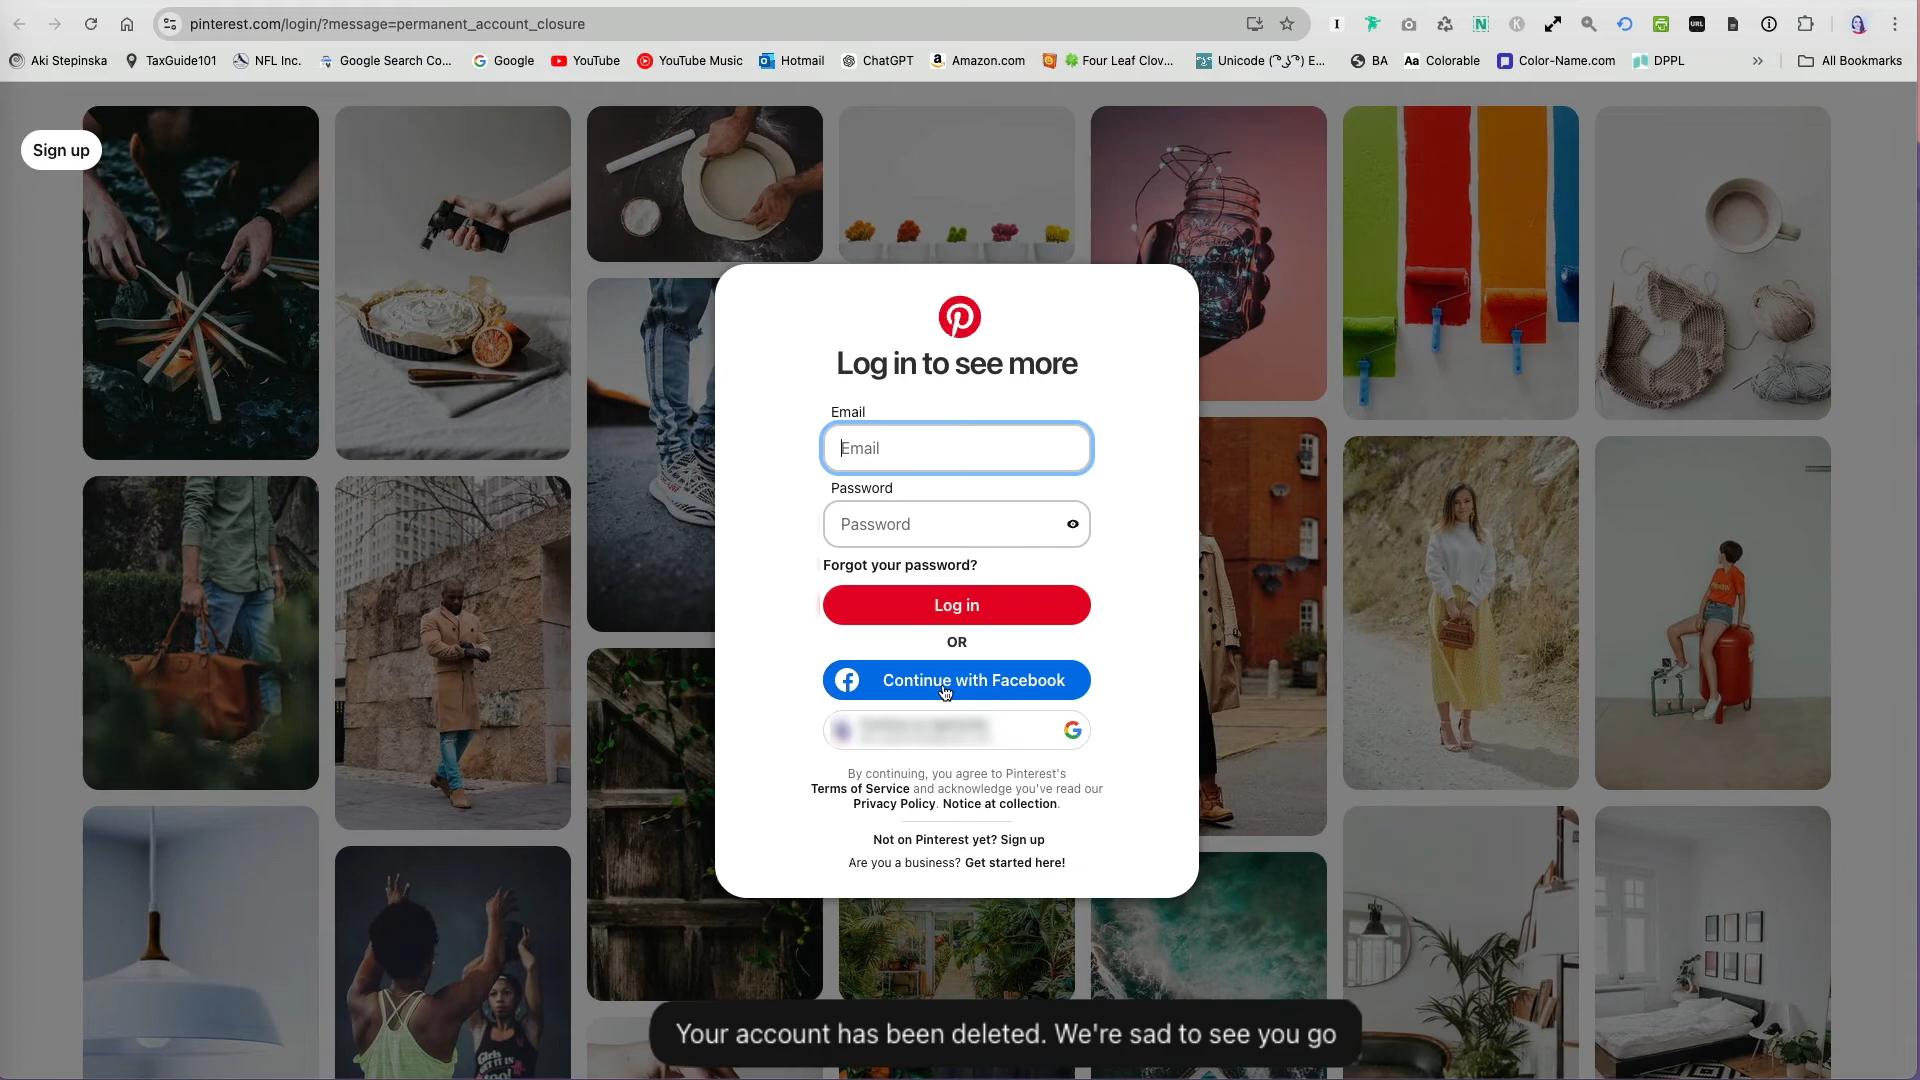 pinterest.com/login/?message=permanent_account_closure
Aki Stepinska
TaxGuide101
NFL Inc.
Google Search Co...
Google
YouTube
YouTube Music
Hotmail
ChatGPT
Amazon.com
🍀 Four Leaf Clov...
Unicode ( ͡° ͜ʖ ͡°) E...
BA
Aa Colorable
Color-Name.com
DPPL
»
All Bookmarks
Sign up
Log in to see more
Email
Email
Password
Password
Forgot your password?
Log in
OR
Continue with Facebook
By continuing, you agree to Pinterest's
Terms of Service and acknowledge you've read our
Privacy Policy. Notice at collection.
Not on Pinterest yet? Sign up
Are you a business? Get started here!
Your account has been deleted. We're sad to see you go